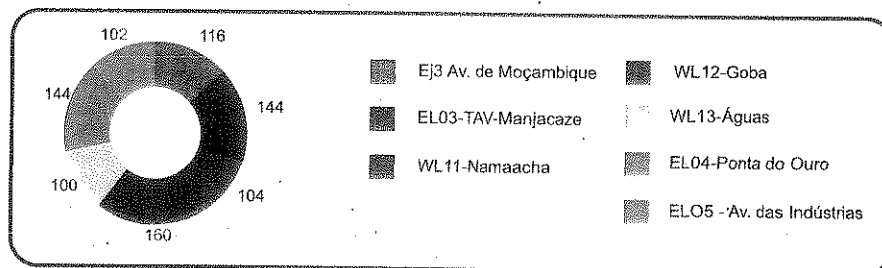 102
116
144
144
100
104
160
Ej3 Av. de Moçambique
EL03-TAV-Manjacaze
WL11-Namaacha
WL12-Goba
WL13-Águas
EL04-Ponta do Ouro
ELO5 - Av. das Indústrias